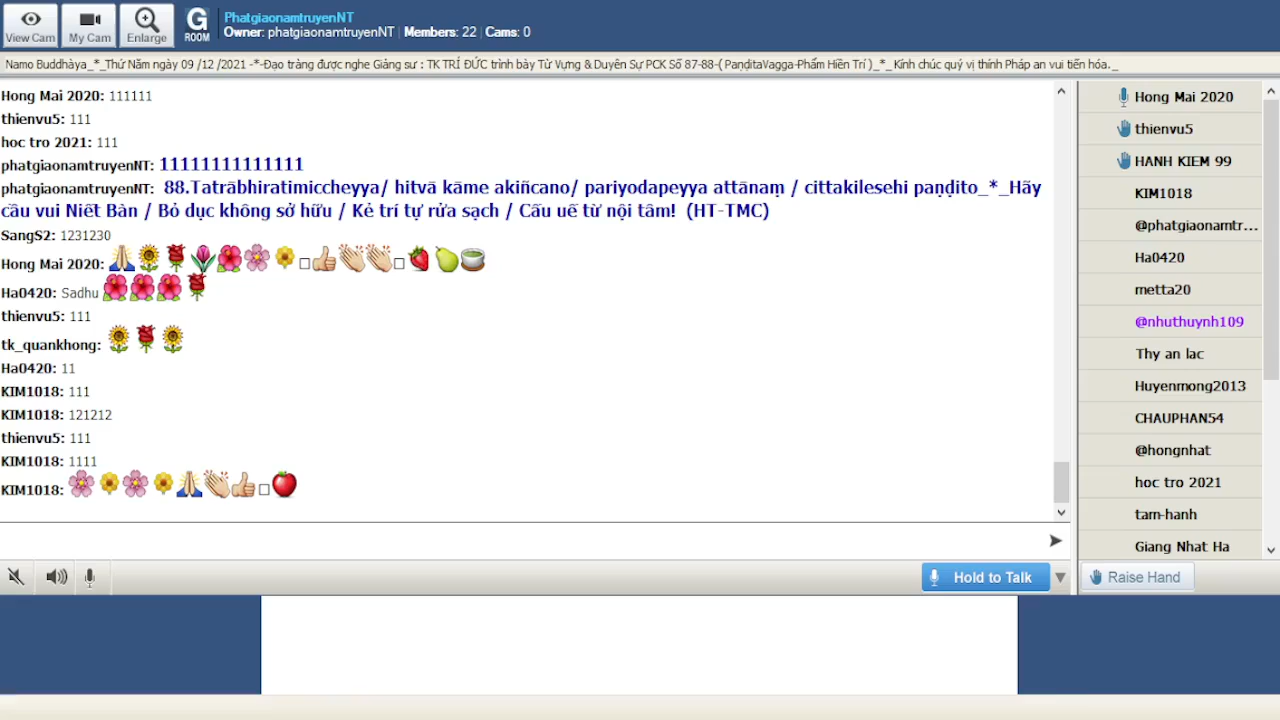 View Cam
My Cam
Enlarge
G
ROOM
PhatgiaonamtruyenNT
Owner: phatgiaonamtruyenNT | Members: 22 | Cams: 0
Namo Buddhàya_*_Thứ Năm ngày 09 /12 /2021 -*-Đạo tràng được nghe Giảng sư : TK TRÍ ĐỨC trình bày Từ Vựng & Duyên Sự PCK Số 87-88-( PaṇḍitaVagga-Phẩm Hiền Trí )_*_ Kính chúc quý vị thính Pháp an vui tiến hóa._
Hong Mai 2020: 111111
thienvu5: 111
hoc tro 2021: 111
phatgiaonamtruyenNT: 11111111111111
phatgiaonamtruyenNT: 88.Tatrābhiratimiccheyya/ hitvā kāme akiñcano/ pariyodapeyya attānaṃ / cittakilesehi paṇḍito_*_Hãy
cầu vui Niết Bàn / Bỏ dục không sở hữu / Kẻ trí tự rửa sạch / Cấu uế từ nội tâm! (HT-TMC)
SangS2: 1231230
Hong Mai 2020:
Ha0420: Sadhu
thienvu5: 111
tk_quankhong:
Ha0420: 11
KIM1018: 111
KIM1018: 121212
thienvu5: 111
KIM1018: 1111
KIM1018:
Hold to Talk
Hong Mai 2020
thienvu5
HANH KIEM 99
KIM1018
@phatgiaonamtr...
Ha0420
metta20
@nhuthuynh109
Thy an lac
Huyenmong2013
CHAUPHAN54
@hongnhat
hoc tro 2021
tam-hanh
Giang Nhat Ha
Raise Hand